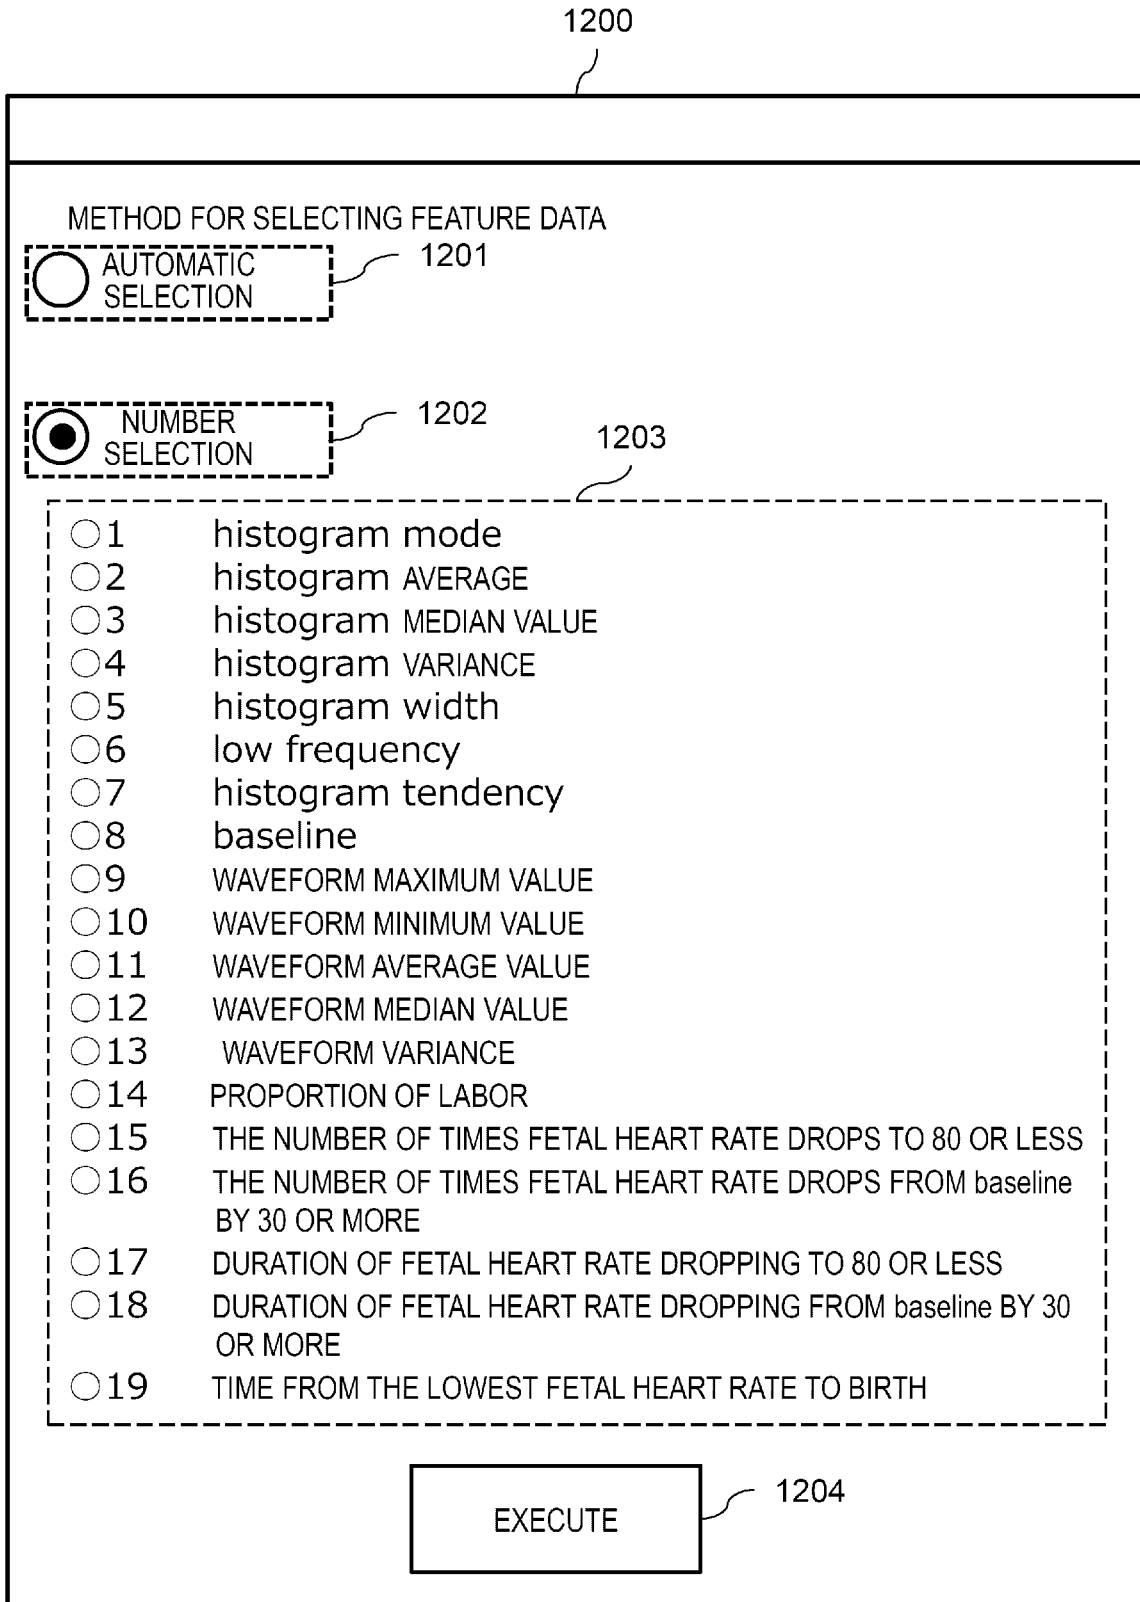 1200
METHOD FOR SELECTING FEATURE DATA
AUTOMATIC
SELECTION
1201
NUMBER
SELECTION
1202
1203
1 histogram mode
2 histogram AVERAGE
3 histogram MEDIAN VALUE
4 histogram VARIANCE
5 histogram width
6 low frequency
7 histogram tendency
8 baseline
9 WAVEFORM MAXIMUM VALUE
10 WAVEFORM MINIMUM VALUE
11 WAVEFORM AVERAGE VALUE
12 WAVEFORM MEDIAN VALUE
13 WAVEFORM VARIANCE
14 PROPORTION OF LABOR
15 THE NUMBER OF TIMES FETAL HEART RATE DROPS TO 80 OR LESS
16 THE NUMBER OF TIMES FETAL HEART RATE DROPS FROM baseline
BY 30 OR MORE
17 DURATION OF FETAL HEART RATE DROPPING TO 80 OR LESS
18 DURATION OF FETAL HEART RATE DROPPING FROM baseline BY 30
OR MORE
19 TIME FROM THE LOWEST FETAL HEART RATE TO BIRTH
EXECUTE
1204